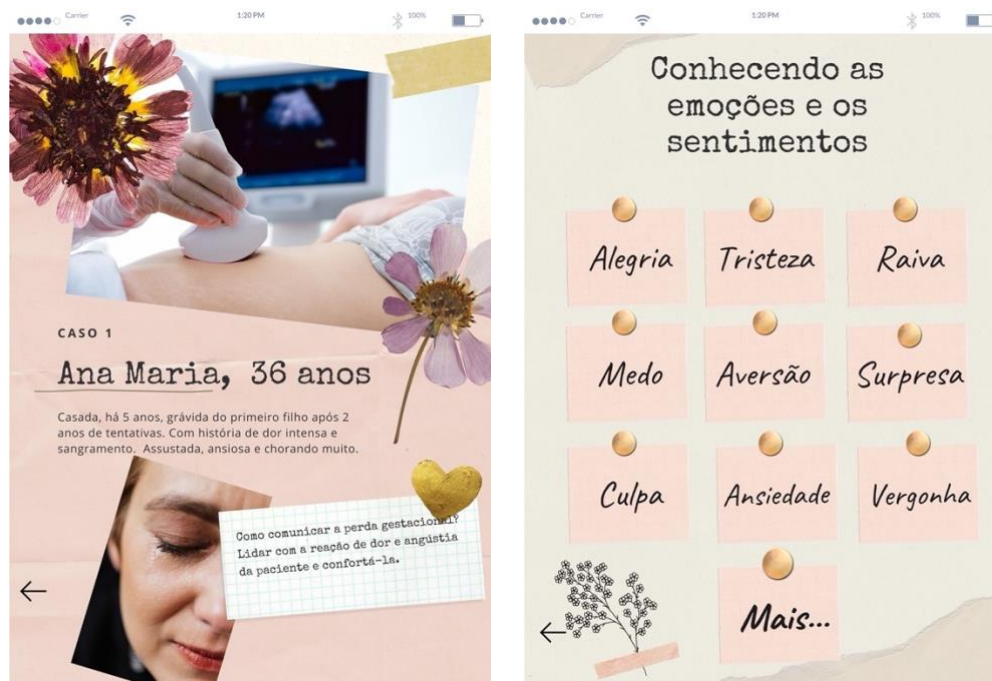 Carrier 1:20 PM 100%
CASO 1
Ana Maria, 36 anos
Casada, há 5 anos, grávida do primeiro filho após 2
anos de tentativas. Com história de dor intensa e
sangramento. Assustada, ansiosa e chorando muito.
Como comunicar a perda gestacional?
Lidar com a reação de dor e angústia
da paciente e confortá-la.
Carrier 1:20 PM 100%
Conhecendo as
emoções e os
sentimentos
Alegria Tristeza Raiva
Medo Aversão Surpresa
Culpa Ansiedade Vergonha
Mais...